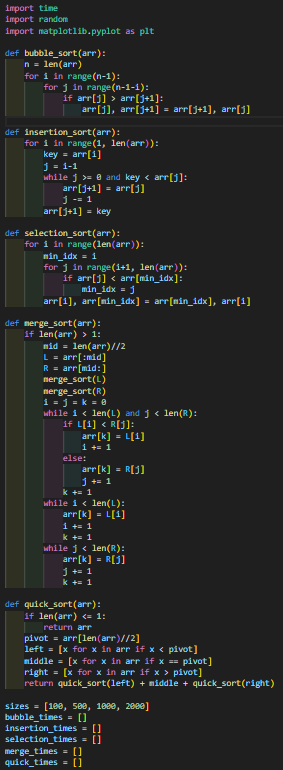 import time
import random
import matplotlib.pyplot as plt

def bubble_sort(arr):
    n = len(arr)
    for i in range(n-1):
        for j in range(n-1-i):
            if arr[j] > arr[j+1]:
                arr[j], arr[j+1] = arr[j+1], arr[j]

def insertion_sort(arr):
    for i in range(1, len(arr)):
        key = arr[i]
        j = i-1
        while j >= 0 and key < arr[j]:
            arr[j+1] = arr[j]
            j -= 1
        arr[j+1] = key

def selection_sort(arr):
    for i in range(len(arr)):
        min_idx = i
        for j in range(i+1, len(arr)):
            if arr[j] < arr[min_idx]:
                min_idx = j
        arr[i], arr[min_idx] = arr[min_idx], arr[i]

def merge_sort(arr):
    if len(arr) > 1:
        mid = len(arr)//2
        L = arr[:mid]
        R = arr[mid:]
        merge_sort(L)
        merge_sort(R)
        i = j = k = 0
        while i < len(L) and j < len(R):
            if L[i] < R[j]:
                arr[k] = L[i]
                i += 1
            else:
                arr[k] = R[j]
                j += 1
            k += 1
        while i < len(L):
            arr[k] = L[i]
            i += 1
            k += 1
        while j < len(R):
            arr[k] = R[j]
            j += 1
            k += 1

def quick_sort(arr):
    if len(arr) <= 1:
        return arr
    pivot = arr[len(arr)//2]
    left = [x for x in arr if x < pivot]
    middle = [x for x in arr if x == pivot]
    right = [x for x in arr if x > pivot]
    return quick_sort(left) + middle + quick_sort(right)

sizes = [100, 500, 1000, 2000]
bubble_times = []
insertion_times = []
selection_times = []
merge_times = []
quick_times = []